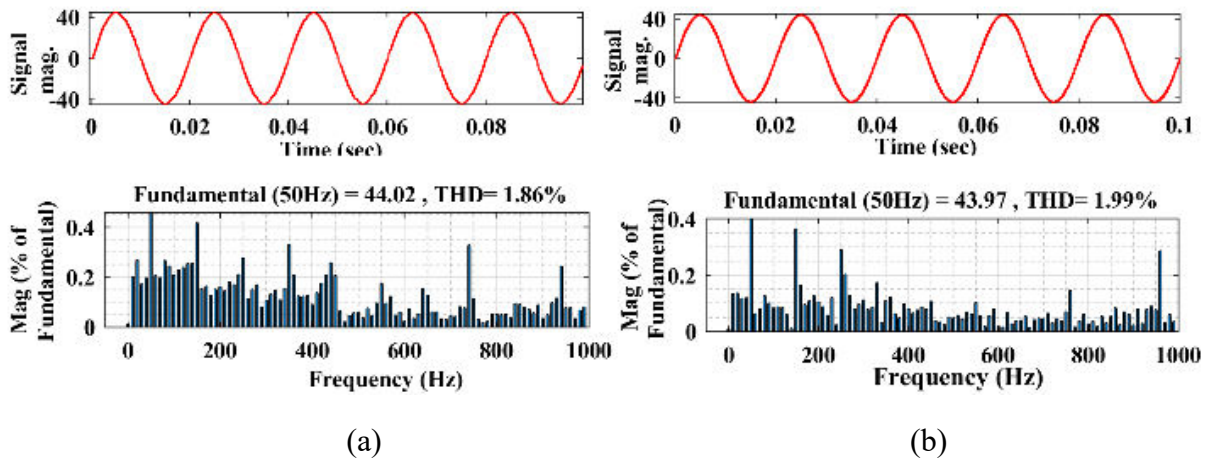 Signal mag.
40
0
-40
0 0.02 0.04 0.06 0.08
Time (sec)
Fundamental (50Hz) = 44.02 , THD= 1.86%
Mag (% of Fundamental)
0.4
0.2
0
0 200 400 600 800 1000
Frequency (Hz)
(a)
Signal mag.
40
0
-40
0 0.02 0.04 0.06 0.08 0.1
Time (sec)
Fundamental (50Hz) = 43.97 , THD= 1.99%
Mag (% of Fundamental)
0.4
0.2
0
0 200 400 600 800 1000
Frequency (Hz)
(b)